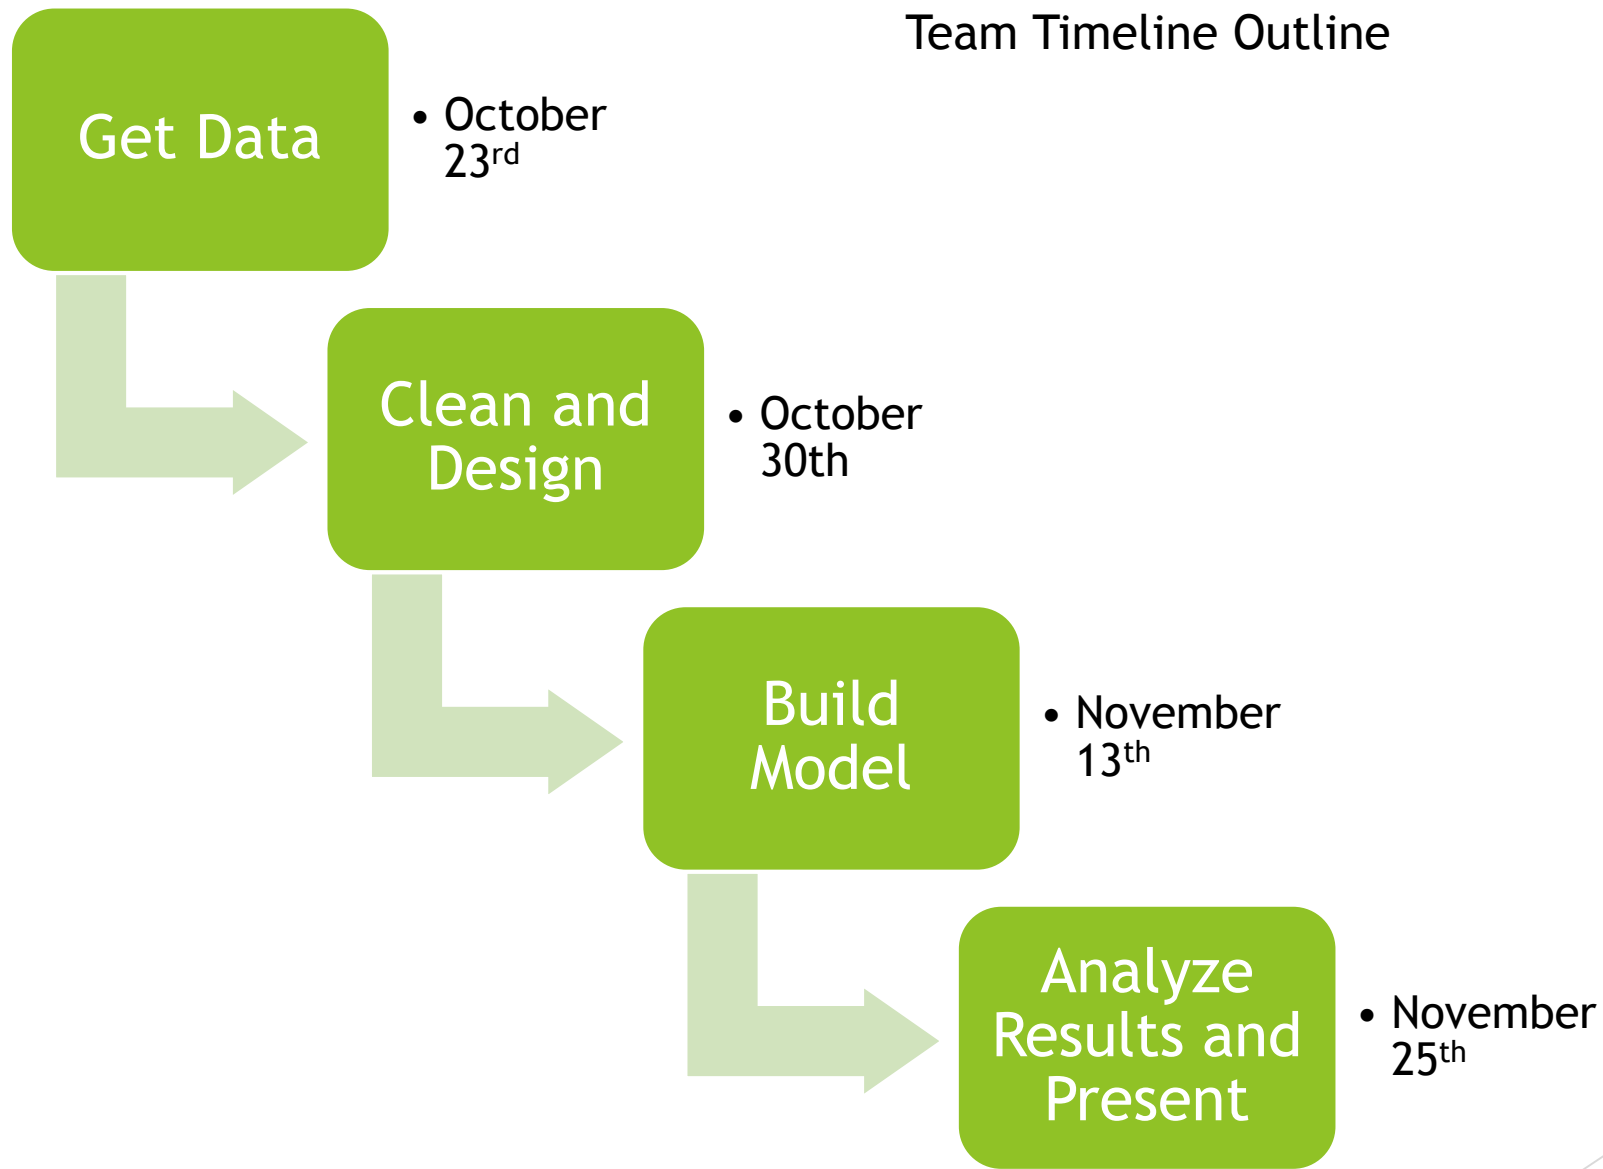 Team Timeline Outline
Get Data
• October
23rd
Clean and
Design
• October
30th
Build
Model
• November
13th
Analyze
Results and
Present
• November
25th